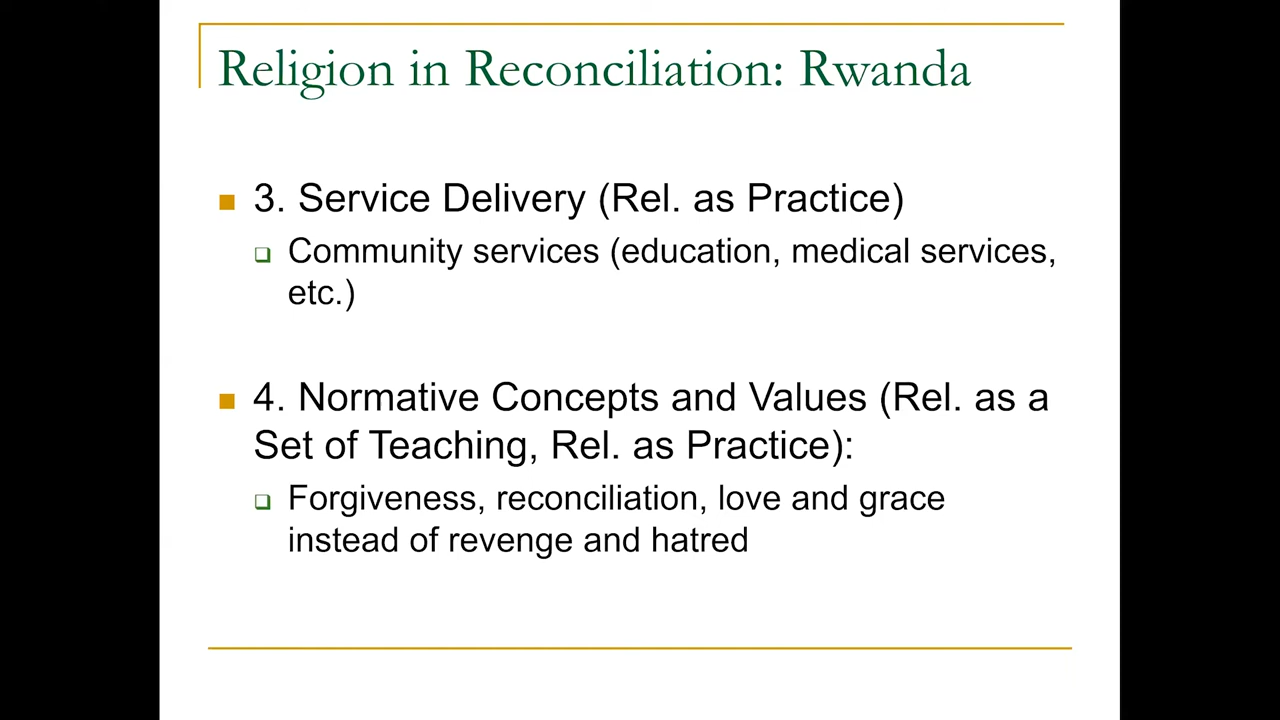 Religion in Reconciliation: Rwanda
3. Service Delivery (Rel. as Practice)
Community services (education, medical services,
etc.)
4. Normative Concepts and Values (Rel. as a
Set of Teaching, Rel. as Practice):
Forgiveness, reconciliation, love and grace
instead of revenge and hatred